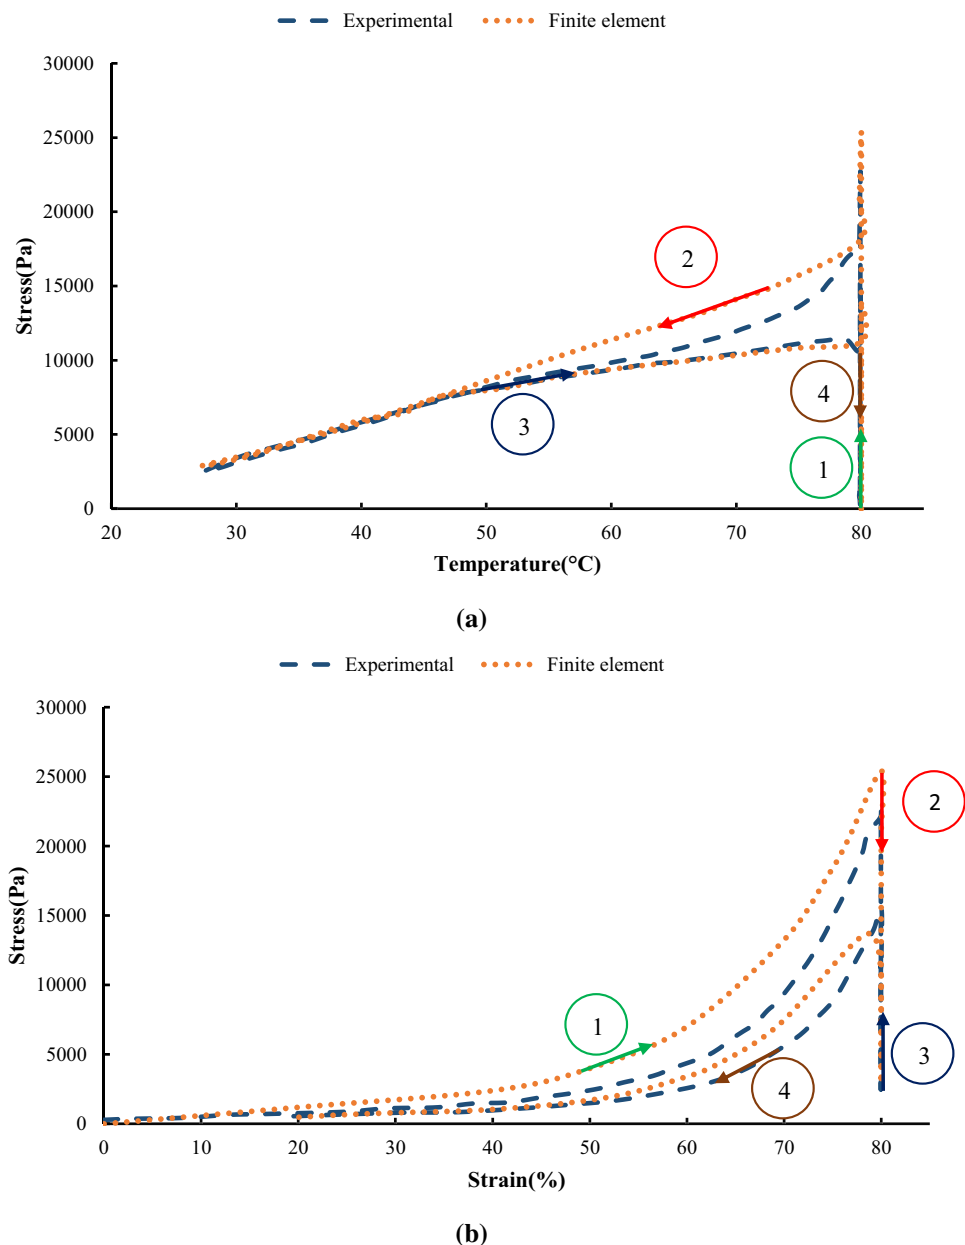 Experimental Finite element
30000
25000
20000
15000
10000
5000
0
Stress(Pa)
2
3
4
1
20 30 40 50 60 70 80
Temperature(°C)
(a)
Experimental Finite element
30000
25000
20000
15000
10000
5000
0
Stress(Pa)
2
1
3
4
0 10 20 30 40 50 60 70 80
Strain(%)
(b)